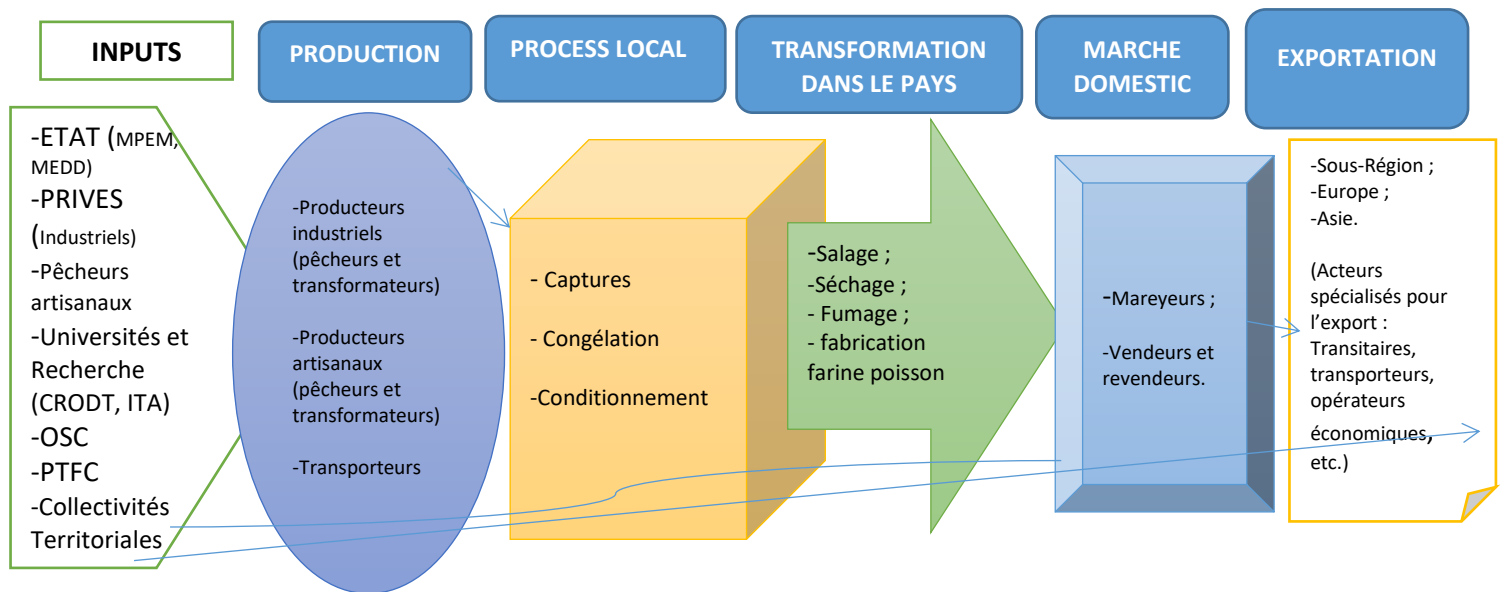 INPUTS
PRODUCTION
PROCESS LOCAL
TRANSFORMATION
DANS LE PAYS
MARCHE
DOMESTIC
EXPORTATION
-ETAT (MPEM,
MEDD)
-PRIVES
(Industriels)
-Pêcheurs
artisanaux
-Universités et
Recherche
(CRODT, ITA)
-OSC
-PTFC
-Collectivités
Territoriales
-Producteurs
industriels
(pêcheurs et
transformateurs)
-Producteurs
artisanaux
(pêcheurs et
transformateurs)
-Transporteurs
- Captures
- Congélation
-Conditionnement
-Salage ;
-Séchage ;
- Fumage ;
- fabrication
farine poisson
-Mareyeurs ;
-Vendeurs et
revendeurs.
-Sous-Région ;
-Europe ;
-Asie.
(Acteurs
spécialisés pour
l'export :
Transitaires,
transporteurs,
opérateurs
économiques,
etc.)